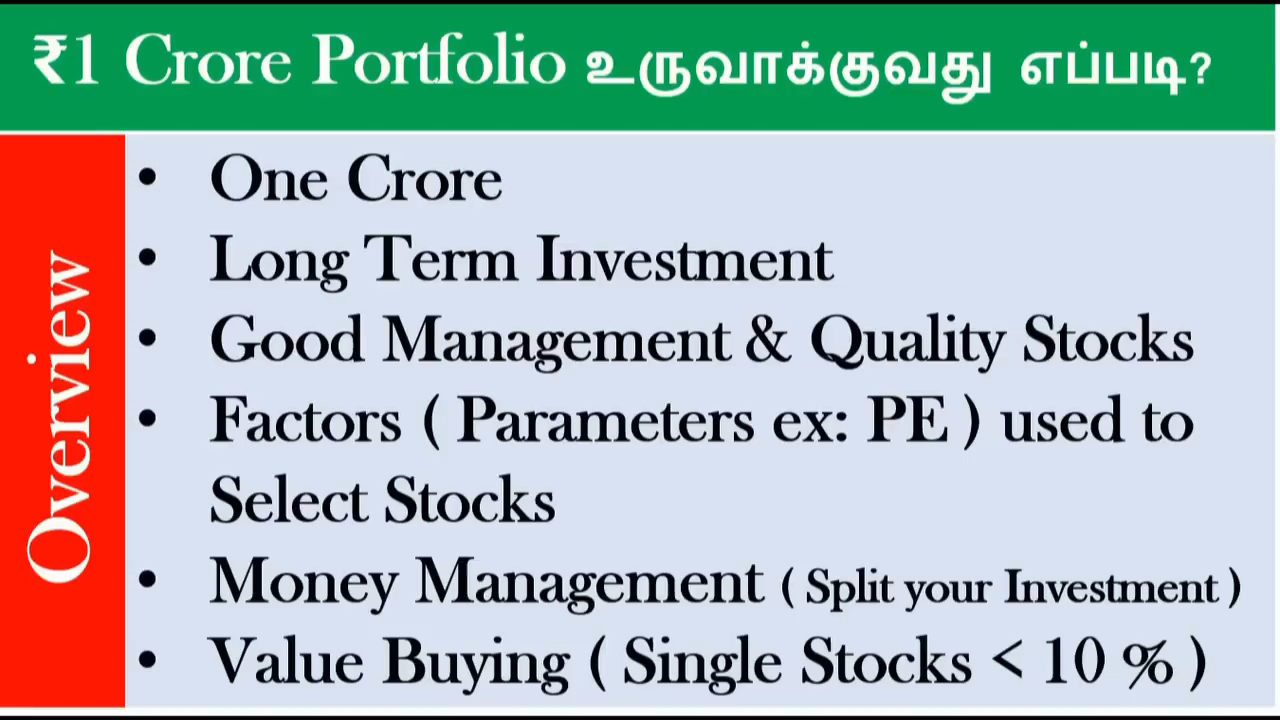 ₹1 Crore Portfolio உருவாக்குவது எப்படி?
Overview
• One Crore
• Long Term Investment
• Good Management & Quality Stocks
• Factors ( Parameters ex: PE ) used to
Select Stocks
• Money Management ( Split your Investment )
• Value Buying ( Single Stocks < 10 % )